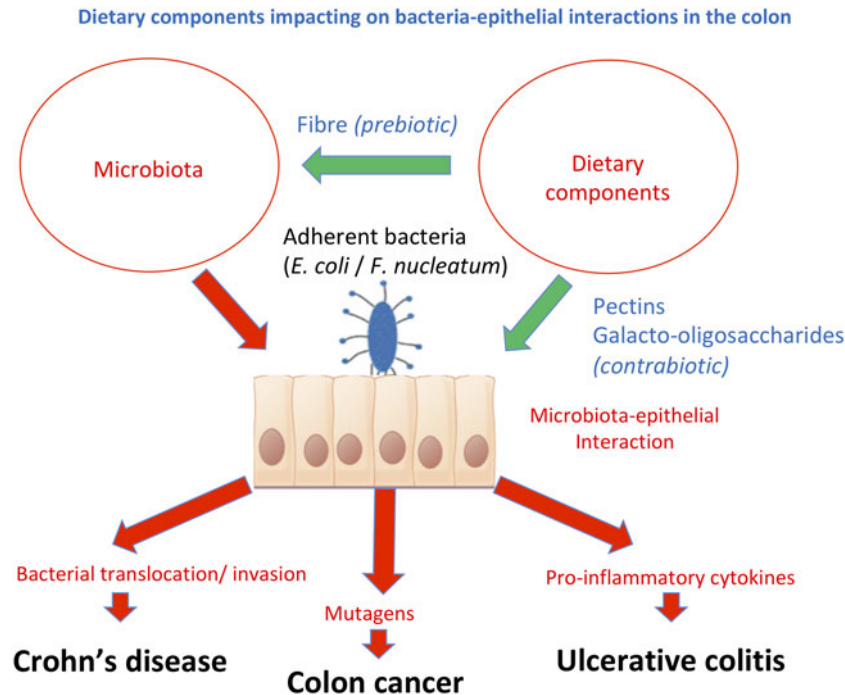 Dietary components impacting on bacteria-epithelial interactions in the colon
Fibre (prebiotic)
Microbiota
Dietary
components
Adherent bacteria
(E. coli / F. nucleatum)
Pectins
Galacto-oligosaccharides
(contrabiotic)
Microbiota-epithelial
Interaction
Bacterial translocation/ invasion
Mutagens
Pro-inflammatory cytokines
Crohn’s disease
Colon cancer
Ulcerative colitis